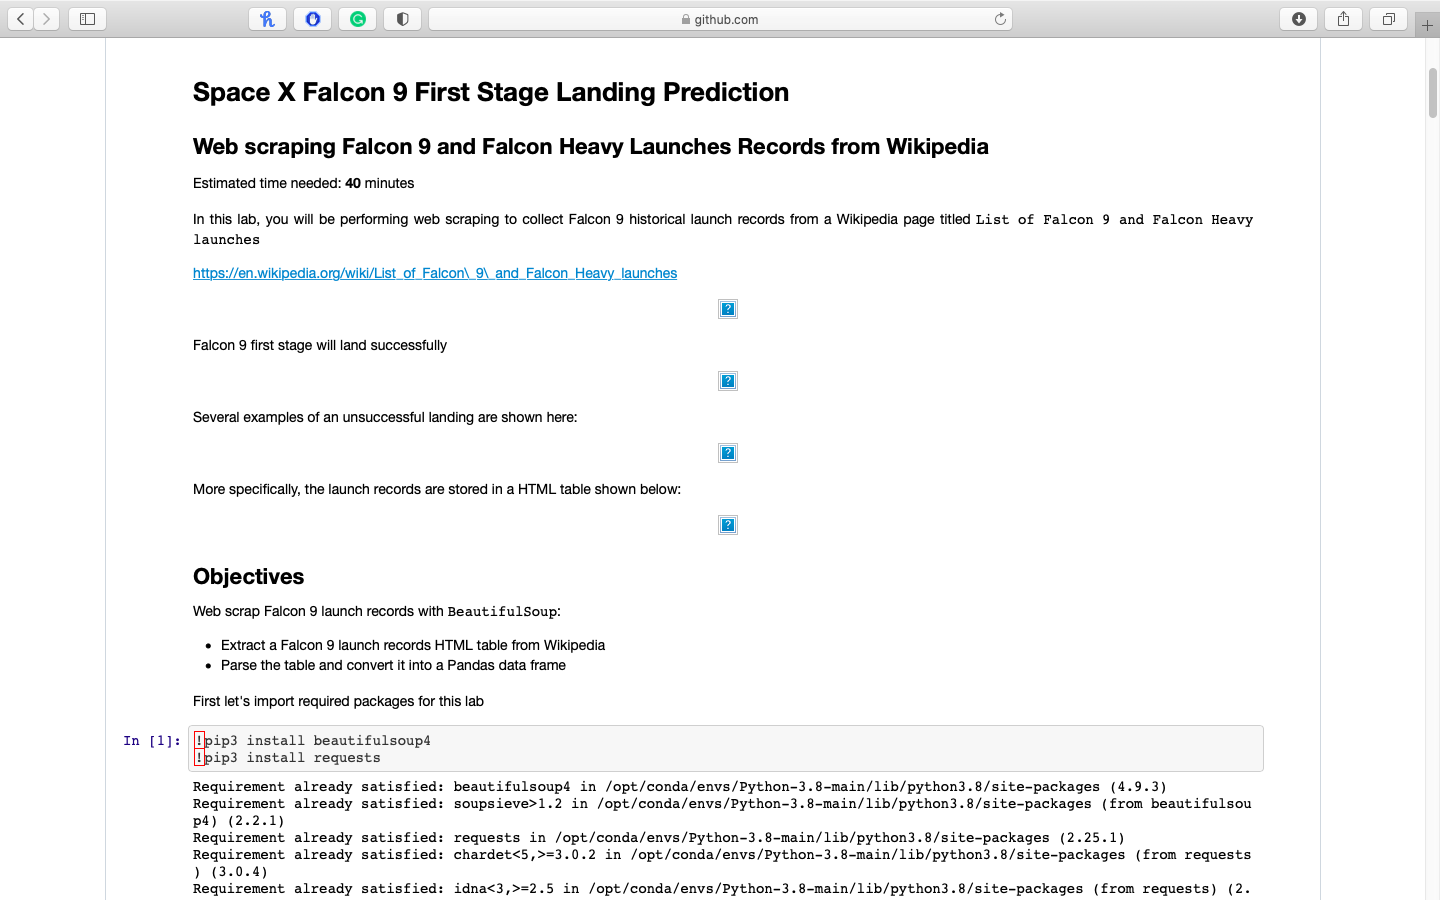 github.com
Space X Falcon 9 First Stage Landing Prediction
Web scraping Falcon 9 and Falcon Heavy Launches Records from Wikipedia
Estimated time needed: 40 minutes
In this lab, you will be performing web scraping to collect Falcon 9 historical launch records from a Wikipedia page titled List of Falcon 9 and Falcon Heavy
launches
https://en.wikipedia.org/wiki/List_of_Falcon\_9\_and_Falcon_Heavy_launches
?
Falcon 9 first stage will land successfully
?
Several examples of an unsuccessful landing are shown here:
?
More specifically, the launch records are stored in a HTML table shown below:
?
Objectives
Web scrap Falcon 9 launch records with BeautifulSoup:
• Extract a Falcon 9 launch records HTML table from Wikipedia
• Parse the table and convert it into a Pandas data frame
First let's import required packages for this lab
In [1]: !pip3 install beautifulsoup4
!pip3 install requests
Requirement already satisfied: beautifulsoup4 in /opt/conda/envs/Python-3.8-main/lib/python3.8/site-packages (4.9.3)
Requirement already satisfied: soupsieve>1.2 in /opt/conda/envs/Python-3.8-main/lib/python3.8/site-packages (from beautifulsou
p4) (2.2.1)
Requirement already satisfied: requests in /opt/conda/envs/Python-3.8-main/lib/python3.8/site-packages (2.25.1)
Requirement already satisfied: chardet<5,>=3.0.2 in /opt/conda/envs/Python-3.8-main/lib/python3.8/site-packages (from requests
) (3.0.4)
Requirement already satisfied: idna<3,>=2.5 in /opt/conda/envs/Python-3.8-main/lib/python3.8/site-packages (from requests) (2.